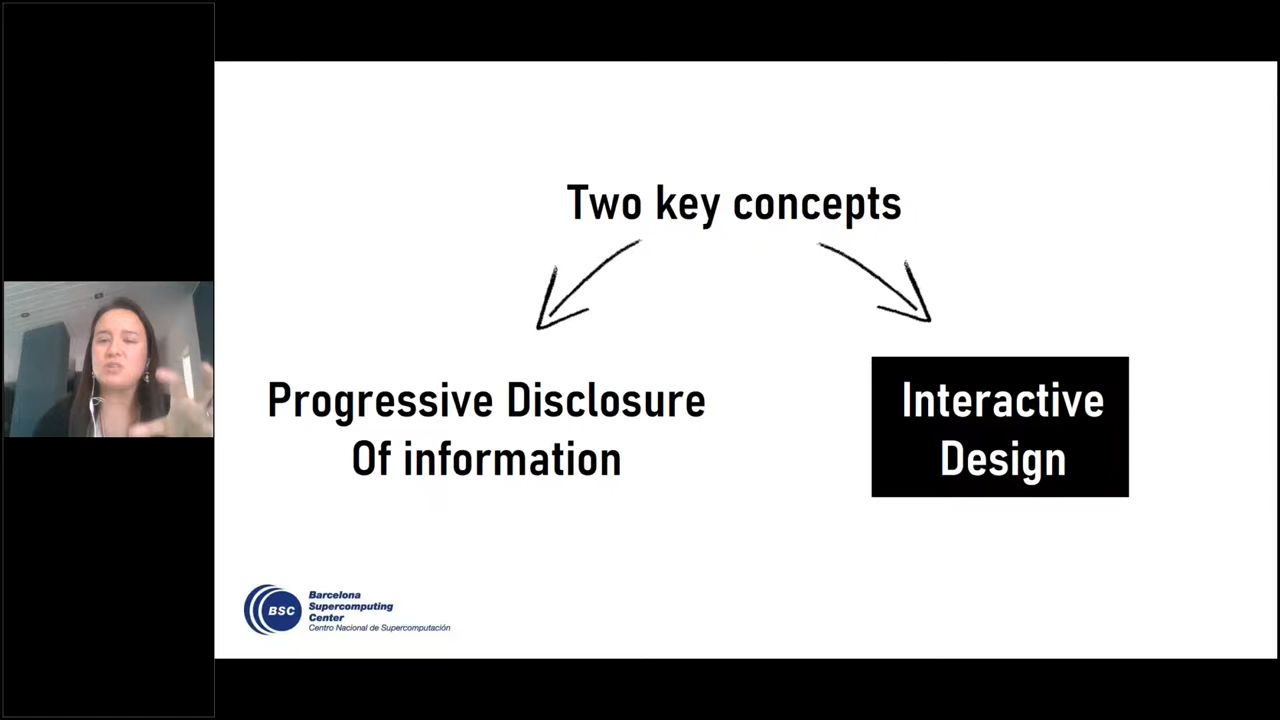 Two key concepts
Progressive Disclosure
Of information
Interactive
Design
BSC
Barcelona
Supercomputing
Center
Centro Nacional de Supercomputación